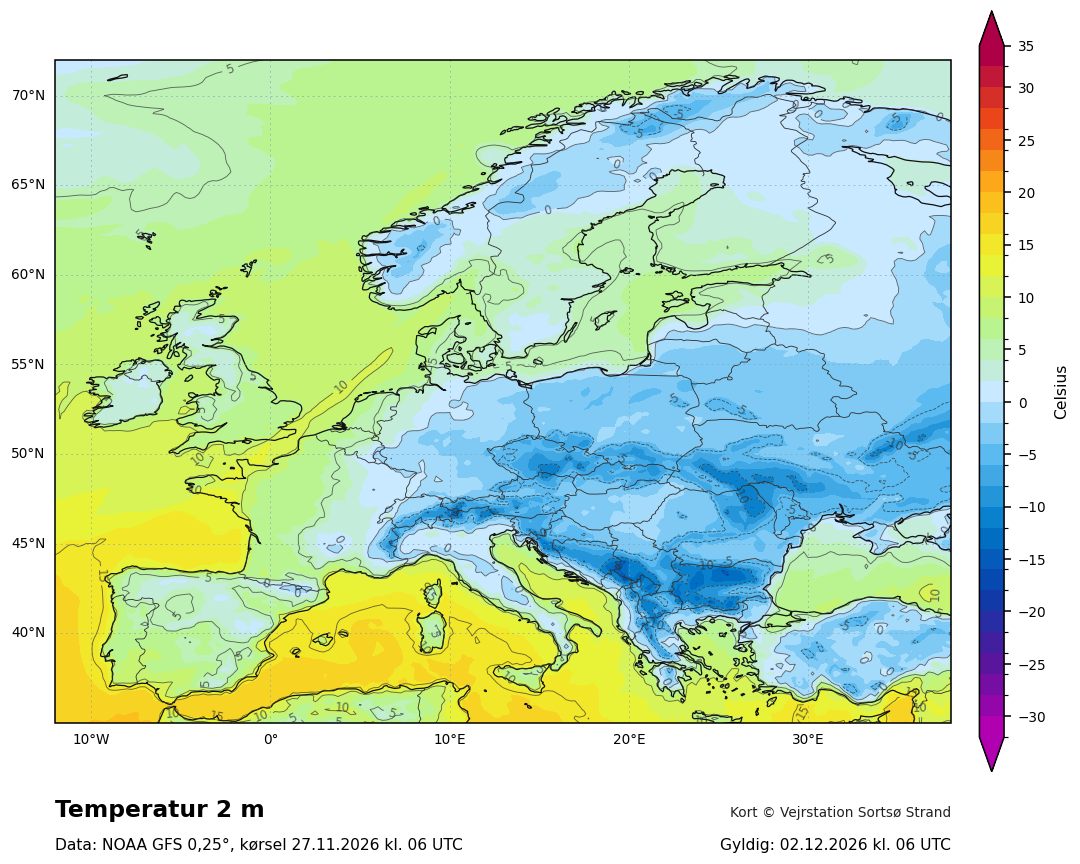 70°N
65°N
60°N
55°N
50°N
45°N
40°N
10°W 0° 10°E 20°E 30°E
35
30
25
20
15
10
5
0
−5
−10
−15
−20
−25
−30
Celsius
Temperatur 2 m
Kort © Vejrstation Sortsø Strand
Data: NOAA GFS 0,25°, kørsel 27.11.2026 kl. 06 UTC
Gyldig: 02.12.2026 kl. 06 UTC